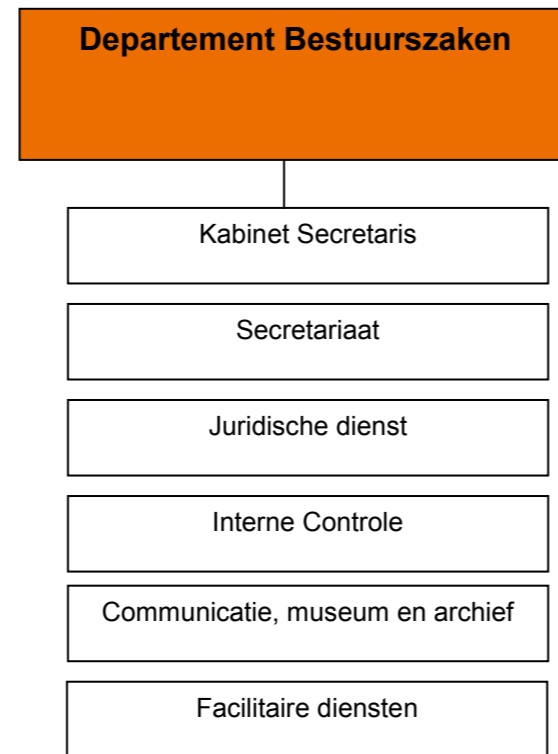 Departement Bestuurszaken
Kabinet Secretaris
Secretariaat
Juridische dienst
Interne Controle
Communicatie, museum en archief
Facilitaire diensten